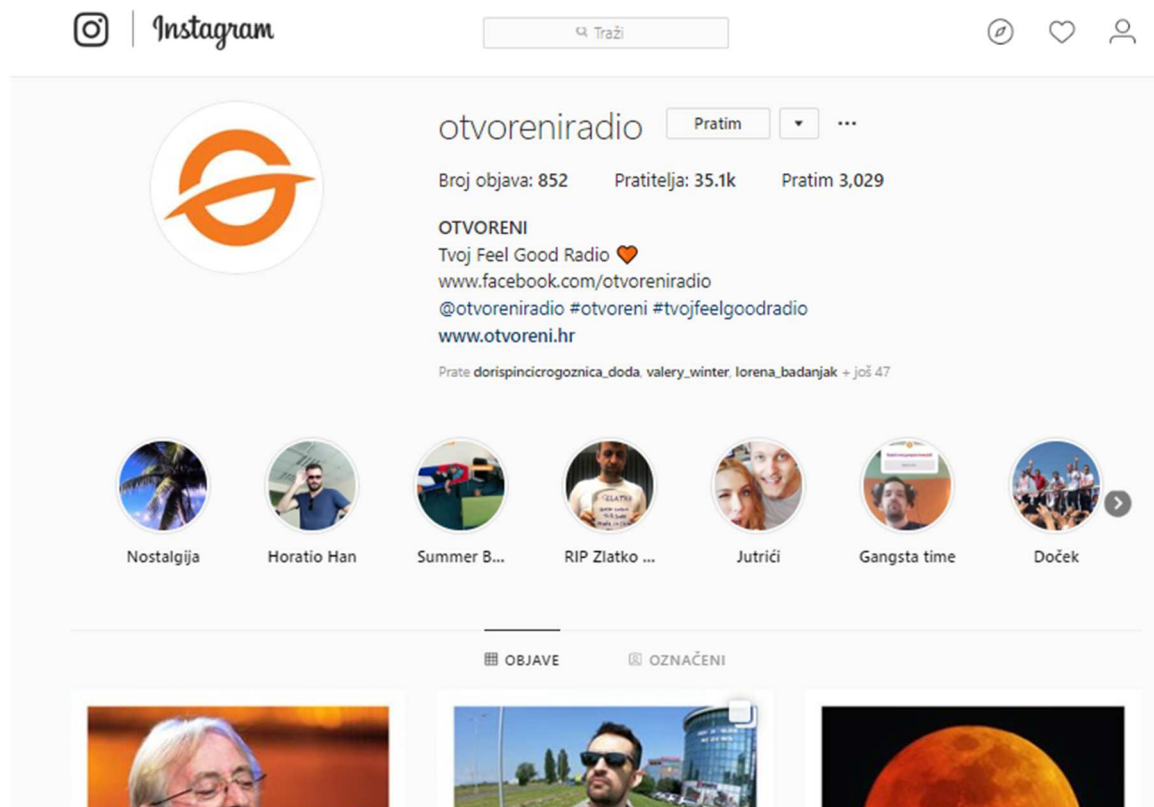 Instagram
Traži
otvoreniradio Pratim ...
Broj objava: 852 Pratitelja: 35.1k Pratim 3,029
OTVORENI
Tvoj Feel Good Radio 🧡
www.facebook.com/otvoreniradio
@otvoreniradio #otvoreni #tvojfeelgoodradio
www.otvoreni.hr
Prate dorispincicrogoznica_doda, valery_winter, lorena_badanjak + još 47
Nostalgija Horatio Han Summer B... RIP Zlatko ... Jutrići Gangsta time Doček
OBJAVE OZNAČENI